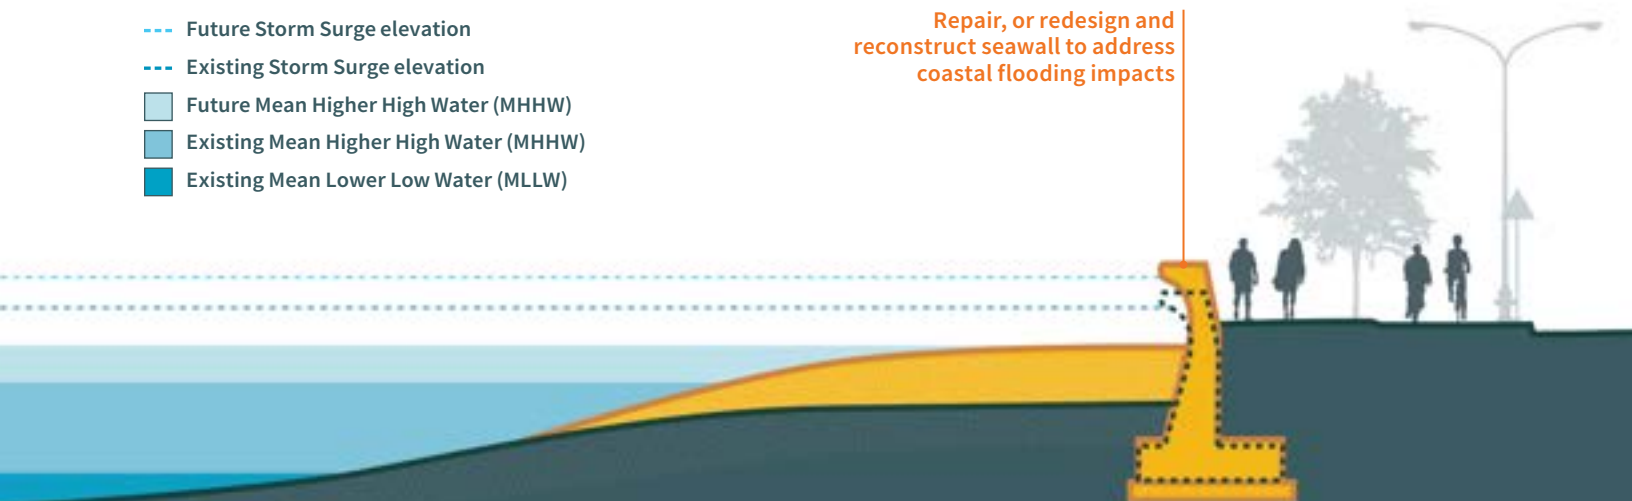 Future Storm Surge elevation
Existing Storm Surge elevation
Future Mean Higher High Water (MHHW)
Existing Mean Higher High Water (MHHW)
Existing Mean Lower Low Water (MLLW)
Repair, or redesign and
reconstruct seawall to address
coastal flooding impacts